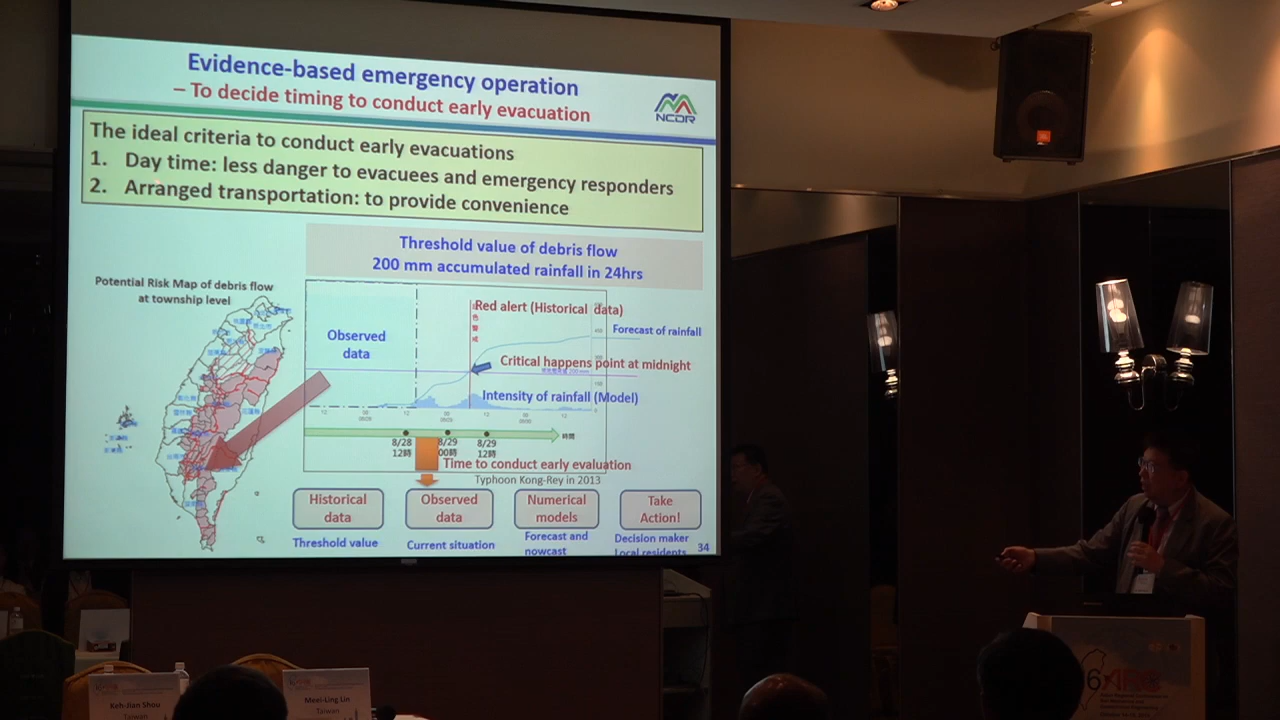 Evidence-based emergency operation
– To decide timing to conduct early evacuation
NCDR
The ideal criteria to conduct early evacuations
1. Day time: less danger to evacuees and emergency responders
2. Arranged transportation: to provide convenience
Threshold value of debris flow
200 mm accumulated rainfall in 24hrs
Potential Risk Map of debris flow
at township level
Red alert (Historical data)
Forecast of rainfall
Observed
data
Critical happens point at midnight
Intensity of rainfall (Model)
8/28
12時
8/29
00時
8/29
12時
時間
Time to conduct early evaluation
Typhoon Kong-Rey in 2013
Historical
data
Observed
data
Numerical
models
Take
Action!
Threshold value
Current situation
Forecast and
nowcast
Decision maker
Local residents
34
Keh-Jian Shou
Taiwan
Meei-Ling Lin
Taiwan